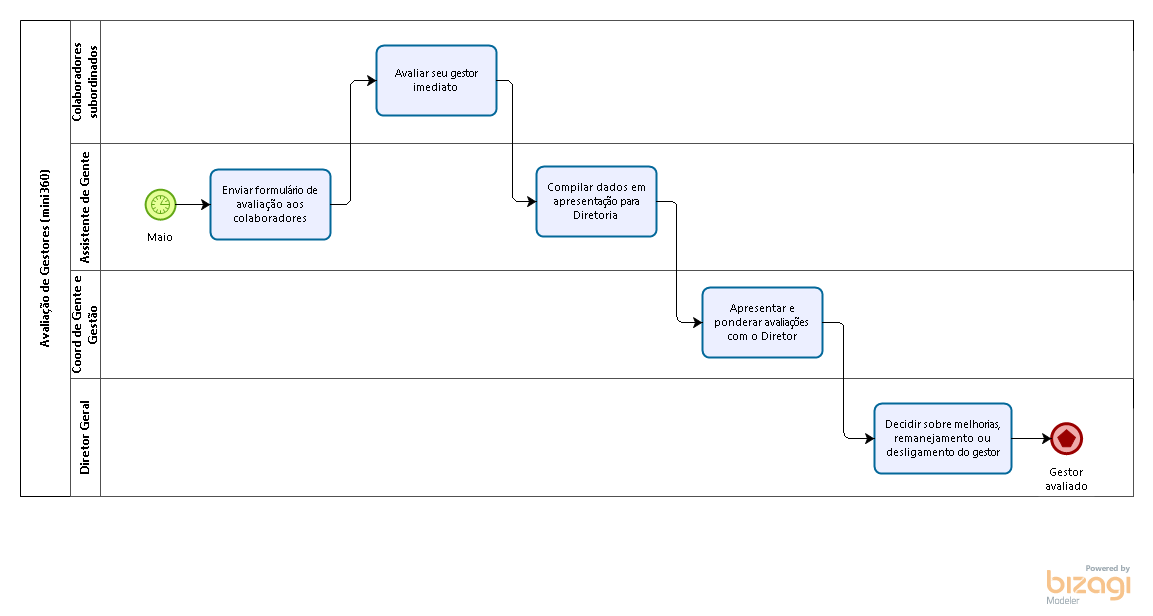 Avaliação de Gestores (mini360)
Colaboradores
subordinados
Avaliar seu gestor
imediato
Assistente de Gente
Maio
Enviar formulário de
avaliação aos
colaboradores
Compilar dados em
apresentação para
Diretoria
Coord de Gente e
Gestão
Apresentar e
ponderar avaliações
com o Diretor
Diretor Geral
Decidir sobre melhorias,
remanejamento ou
desligamento do gestor
Gestor
avaliado
Powered by
bizagi
Modeler